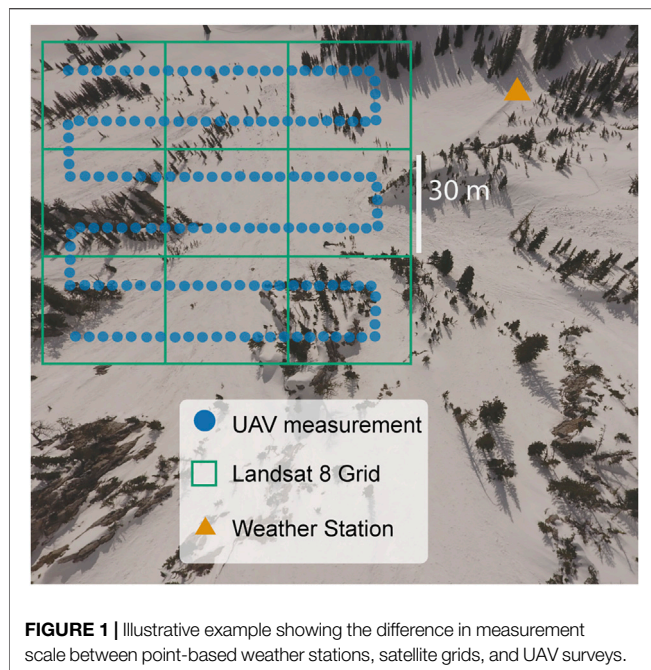 30 m
UAV measurement
Landsat 8 Grid
Weather Station
FIGURE 1 | Illustrative example showing the difference in measurement
scale between point-based weather stations, satellite grids, and UAV surveys.